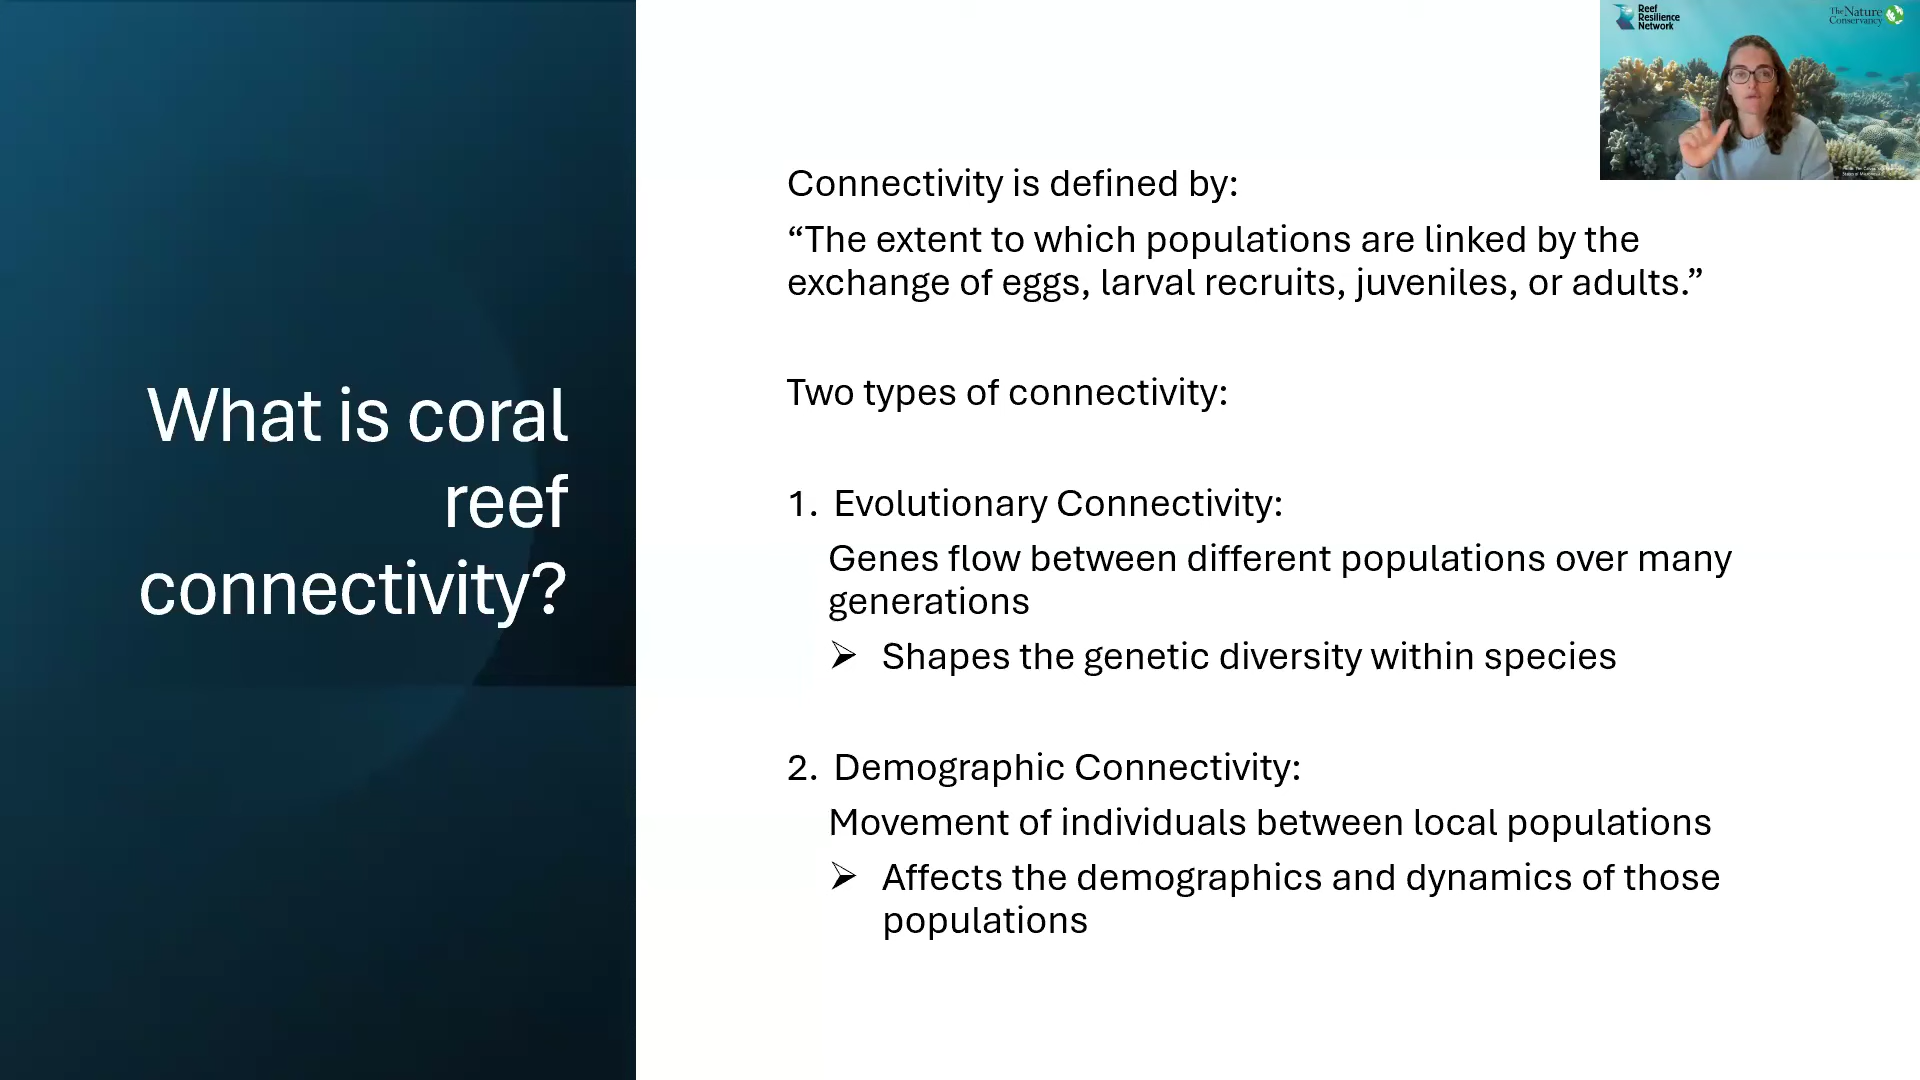 What is coral
reef
connectivity?
Connectivity is defined by:
“The extent to which populations are linked by the
exchange of eggs, larval recruits, juveniles, or adults.”
Two types of connectivity:
1. Evolutionary Connectivity:
Genes flow between different populations over many
generations
➢ Shapes the genetic diversity within species
2. Demographic Connectivity:
Movement of individuals between local populations
➢ Affects the demographics and dynamics of those
populations
Reef
Resilience
Network
The Nature
Conservancy